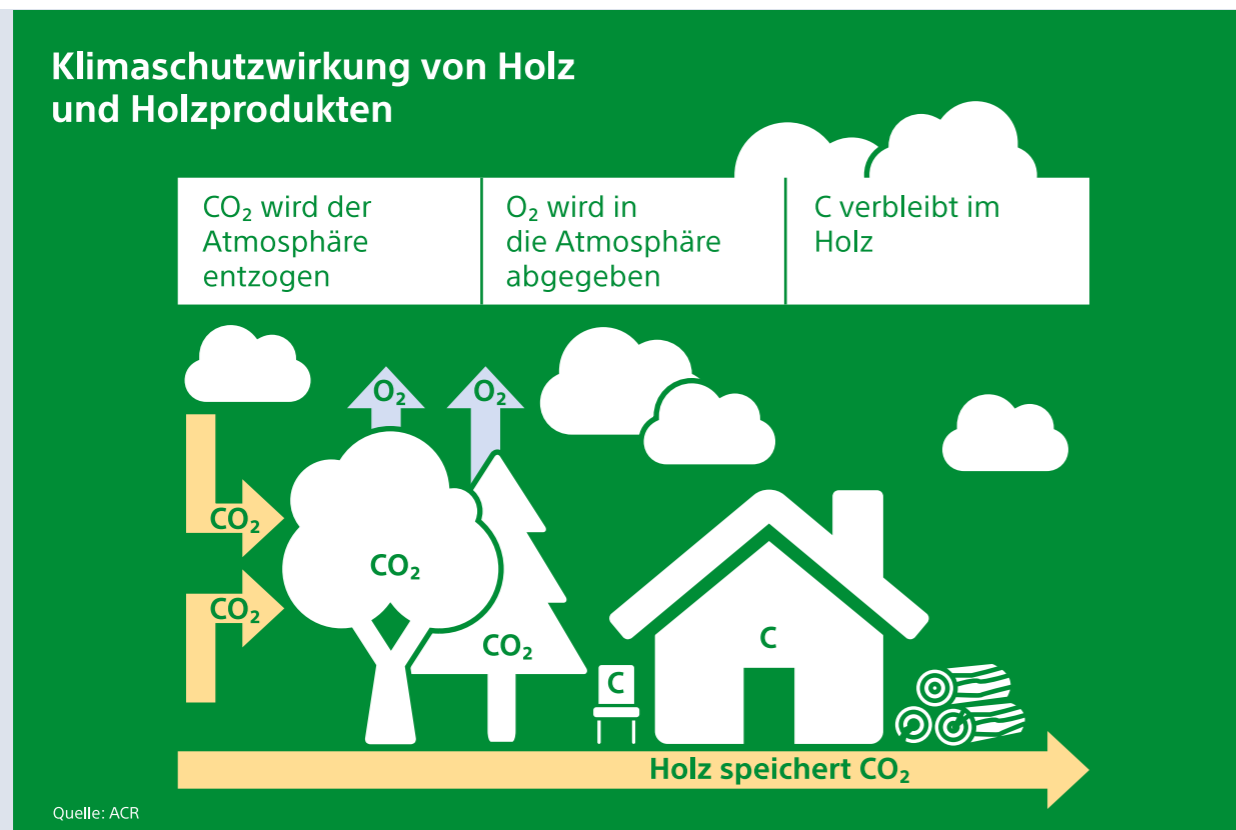 Klimaschutzwirkung von Holz
und Holzprodukten
CO₂ wird der
Atmosphäre
entzogen
O₂ wird in
die Atmosphäre
abgegeben
C verbleibt im
Holz
O₂
O₂
CO₂
CO₂
CO₂
CO₂
C
C
Holz speichert CO₂
Quelle: ACR